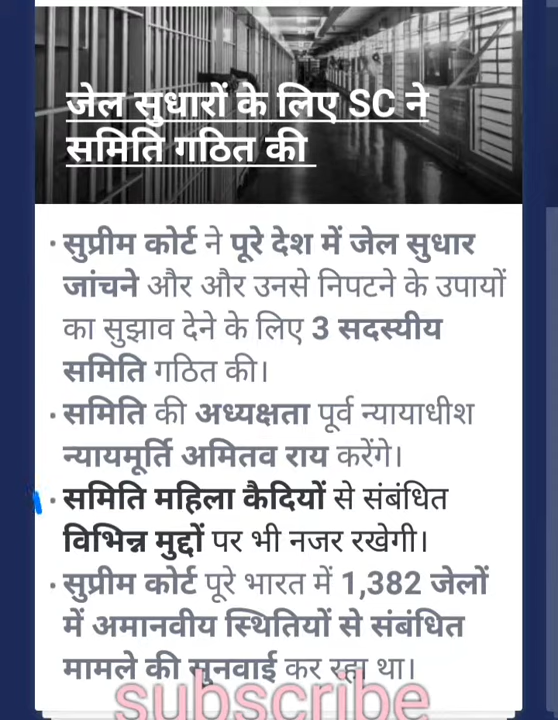 जेल सुधारों के लिए SC ने
समिति गठित की
· सुप्रीम कोर्ट ने पूरे देश में जेल सुधार
जांचने और और उनसे निपटने के उपायों
का सुझाव देने के लिए 3 सदस्यीय
समिति गठित की।
· समिति की अध्यक्षता पूर्व न्यायाधीश
न्यायमूर्ति अमितव राय करेंगे।
· समिति महिला कैदियों से संबंधित
विभिन्न मुद्दों पर भी नजर रखेगी।
· सुप्रीम कोर्ट पूरे भारत में 1,382 जेलों
में अमानवीय स्थितियों से संबंधित
मामले की सुनवाई कर रहा था।
subscribe